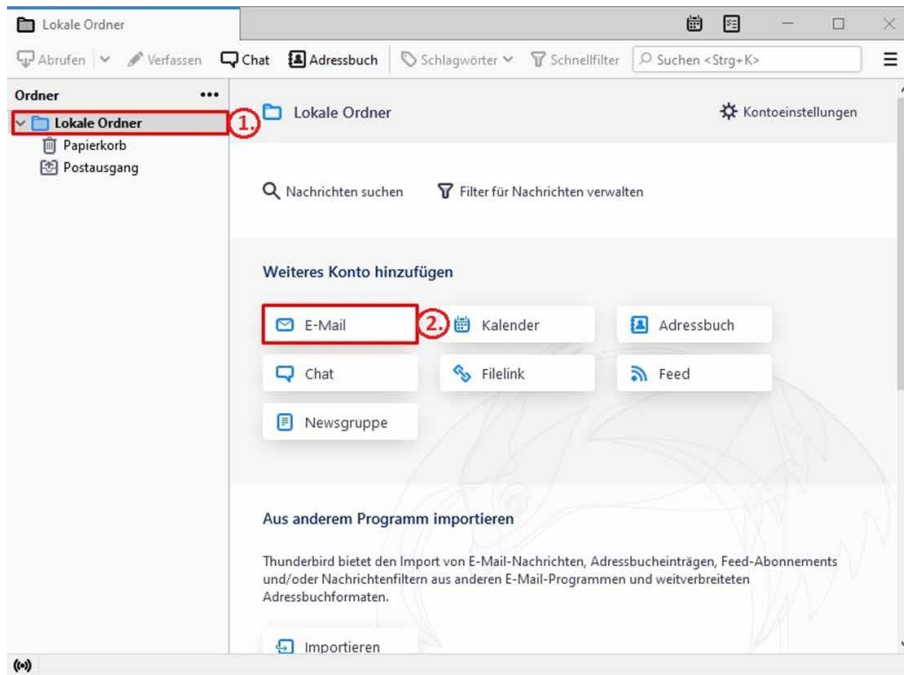 Lokale Ordner
Abrufen Verfassen Chat Adressbuch Schlagwörter Schnellfilter Suchen <Strg+K>
Ordner
Lokale Ordner
1.
Papierkorb
Postausgang
Lokale Ordner Kontoeinstellungen
Nachrichten suchen Filter für Nachrichten verwalten
Weiteres Konto hinzufügen
E-Mail 2. Kalender Adressbuch
Chat Filelink Feed
Newsgruppe
Aus anderem Programm importieren
Thunderbird bietet den Import von E-Mail-Nachrichten, Adressbucheinträgen, Feed-Abonnements
und/oder Nachrichtenfiltern aus anderen E-Mail-Programmen und weitverbreiteten
Adressbuchformaten.
Importieren